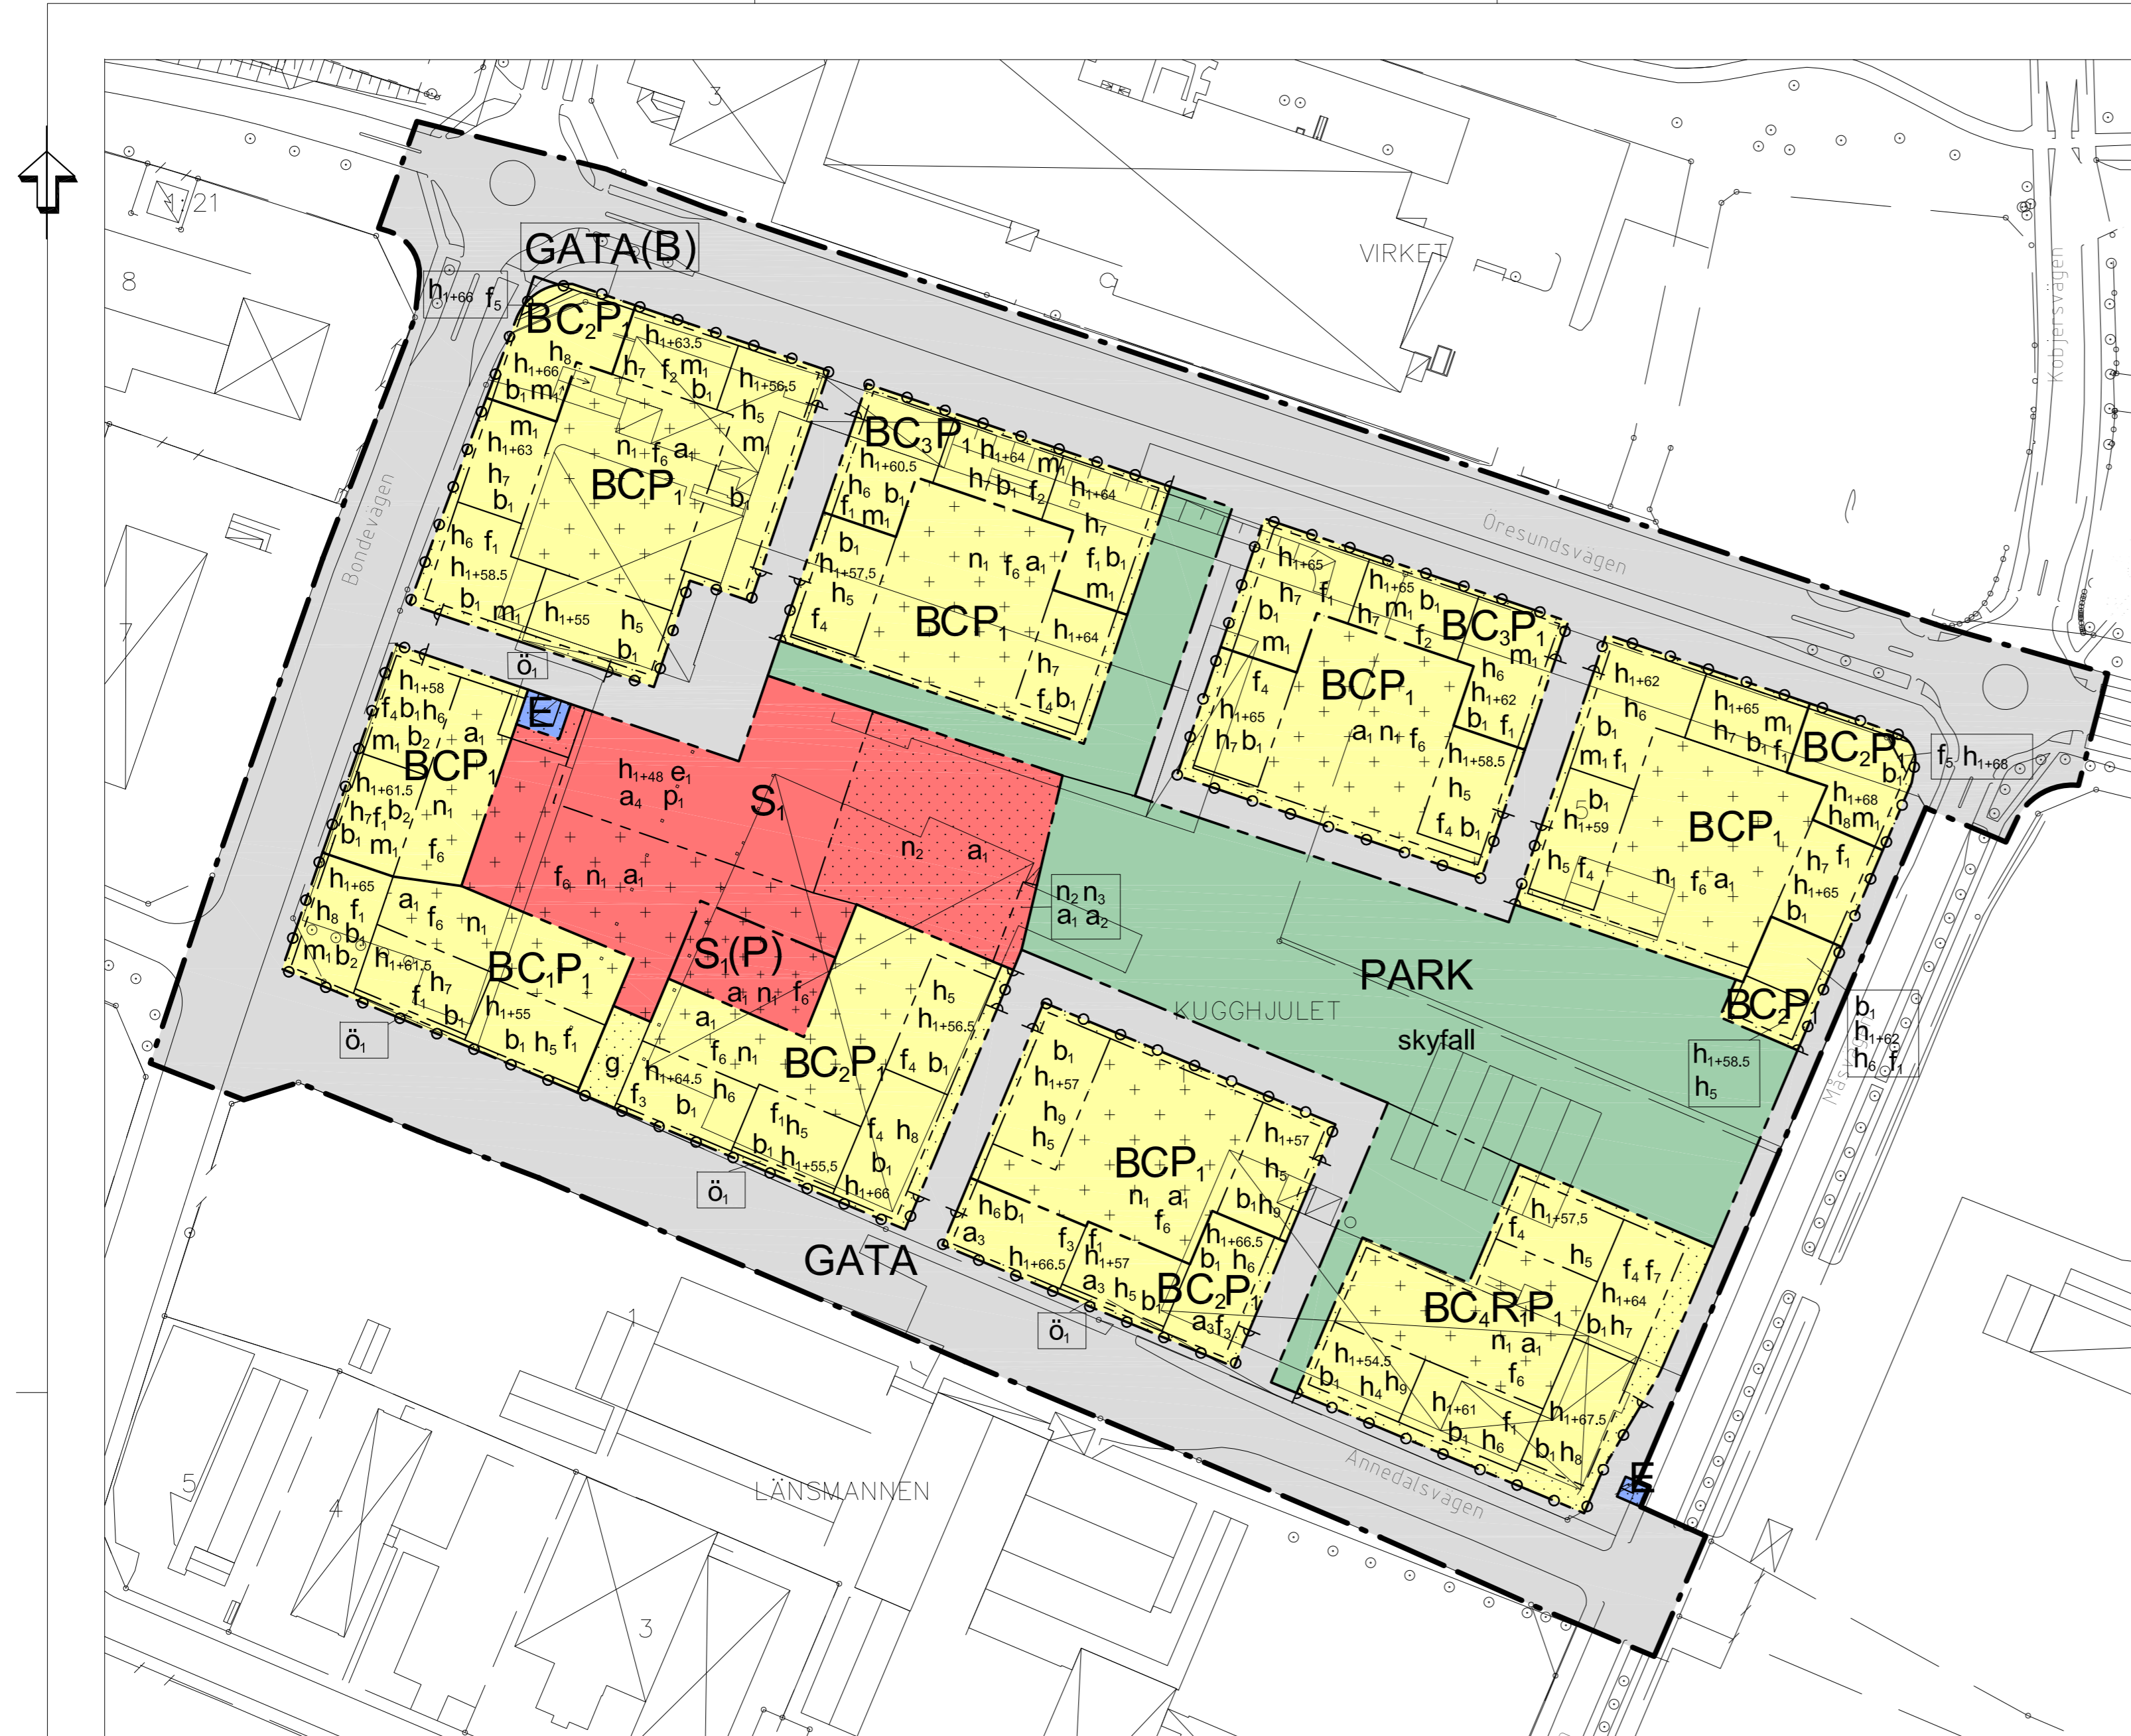 3
1:21
8
GATA(B)
VIRKET
Kobjersvägen
h1+66 f5
BC2P1
h8
h1+66
b1 m1
h1+63.5
h7 f2 m1
b1
h1+56.5
h5
m1
b1
m1
h1+63
h7
b1
n1 f6 a1
BCP1
h6 f1
h1+58.5
b1 m1
h1+55
h5
b1
Bondevägen
7
BC3P1
h1+60.5
h6 b1
f1 m1
h1+64 m1
h7 b1 f2
h1+64
h7
f1 b1
m1
b1
h1+57,5
h5
f4
n1 f6 a1
BCP1
h1+64
h7
f4 b1
Öresundsvägen
h1+65
h7 f1
b1
m1
h1+65
b1
h7 m1
f2
BC3P1
h6 m1
h1+62
b1 f1
f4
h1+65
h7 b1
BCP1
a1 n1 f6
h1+58.5
h5
f4 b1
h1+62
h6
b1
m1 f1
h1+65
m1
h7 b1 f1
BC2P1
b1
f5 h1+68
h1+68
h8 m1
5
b1
h1+59
h5 f4
BCP1
n1 f6 a1
h7 f1
h1+65
b1
BC2P1
b1
h1+62
h6 f1
h1+58.5
h5
ö1
E
h1+58
f4 b1 h6
m1 b2
a1
BCP1
h1+61.5
h7 f1 b2
b1 m1
n1
f6
h1+48 e1
a4 p1
S1
n2 a1
f6 n1 a1
n2 n3
a1 a2
S1(P)
a1 n1 f6
h1+65
h8 f1
b1
m1 b2
a1
f6 n1
BC1P1
h1+61.5
h7
f1
b1
h1+55
b1 h5 f1
ö1
g
f3
a1
f6 n1
BC2P1
h5
h1+56.5
f4 b1
h1+64.5
h6
b1
f1 h5
b1
h1+55,5
f4 h8
b1
h1+66
ö1
PARK
KUGGHJULET
skyfall
Måsvägen
b1
h1+57
h9
h5
BCP1
n1 a1
f6
h1+57
h5
b1 h9
h6 b1
a3
f3
h1+66.5
f1
h1+57
a3 h5 b1
h1+66.5
b1 h6
BC2P1
a3 f3
ö1
GATA
h1+57,5
f4
h5
f4 f7
h1+64
b1 h7
BC4R1P1
n1 a1
f6
h1+54.5
b1
h4 h9
h1+61
b1 h6
f1
h1+67.5
b1 h8
E
Annedalsvägen
1
LÄNSMANNEN
5
4
3